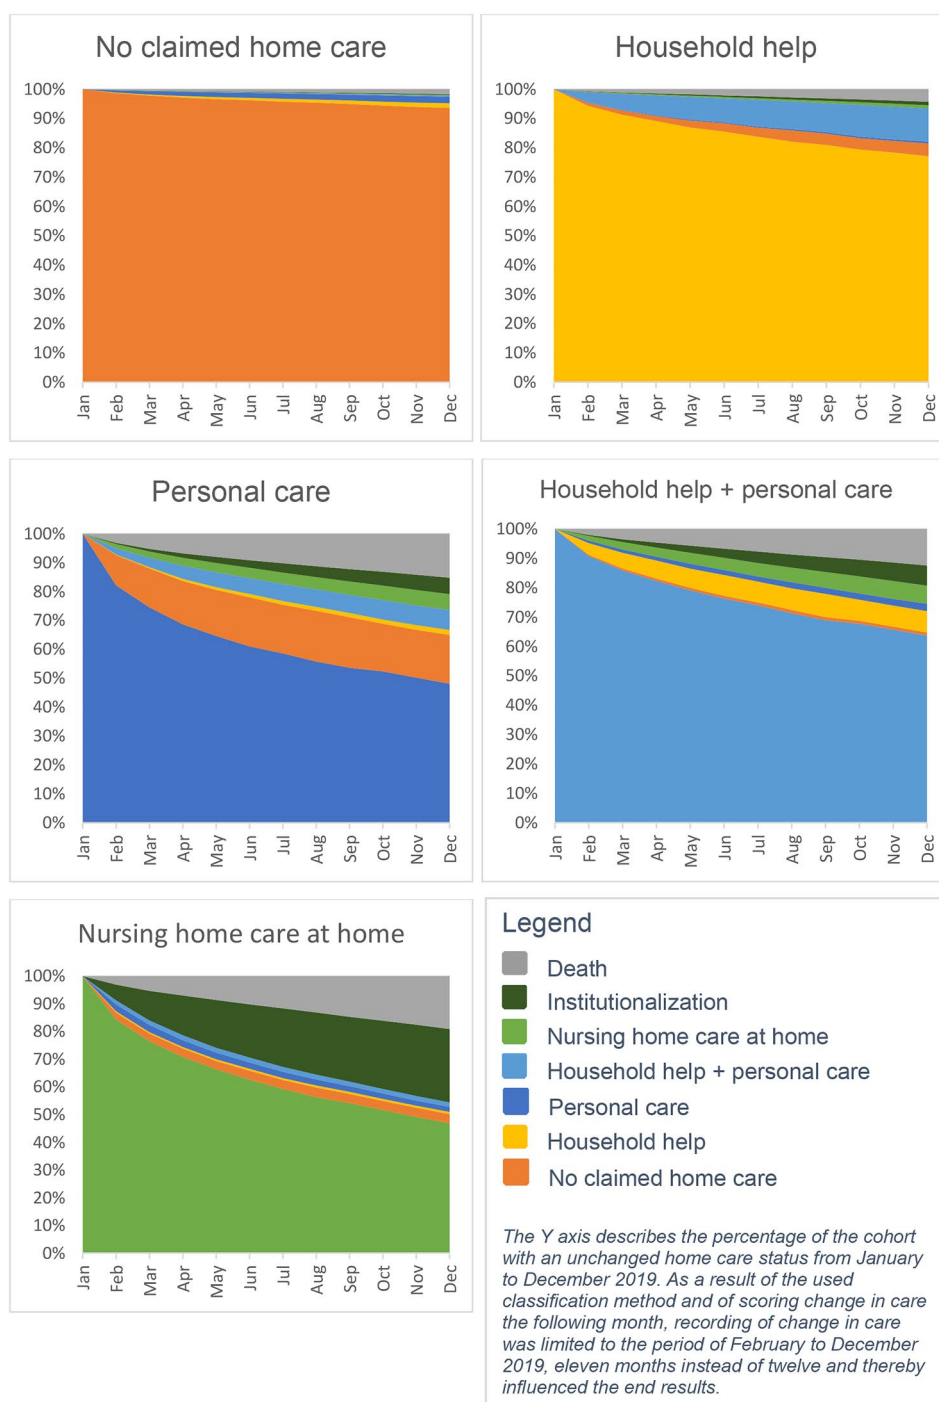 No claimed home care
100%
90%
80%
70%
60%
50%
40%
30%
20%
10%
0%
Jan
Feb
Mar
Apr
May
Jun
Jul
Aug
Sep
Oct
Nov
Dec
Household help
100%
90%
80%
70%
60%
50%
40%
30%
20%
10%
0%
Jan
Feb
Mar
Apr
May
Jun
Jul
Aug
Sep
Oct
Nov
Dec
Personal care
100%
90%
80%
70%
60%
50%
40%
30%
20%
10%
0%
Jan
Feb
Mar
Apr
May
Jun
Jul
Aug
Sep
Oct
Nov
Dec
Household help + personal care
100%
90%
80%
70%
60%
50%
40%
30%
20%
10%
0%
Jan
Feb
Mar
Apr
May
Jun
Jul
Aug
Sep
Oct
Nov
Dec
Nursing home care at home
100%
90%
80%
70%
60%
50%
40%
30%
20%
10%
0%
Jan
Feb
Mar
Apr
May
Jun
Jul
Aug
Sep
Oct
Nov
Dec
Legend
Death
Institutionalization
Nursing home care at home
Household help + personal care
Personal care
Household help
No claimed home care
The Y axis describes the percentage of the cohort
with an unchanged home care status from January
to December 2019. As a result of the used
classification method and of scoring change in care
the following month, recording of change in care
was limited to the period of February to December
2019, eleven months instead of twelve and thereby
influenced the end results.